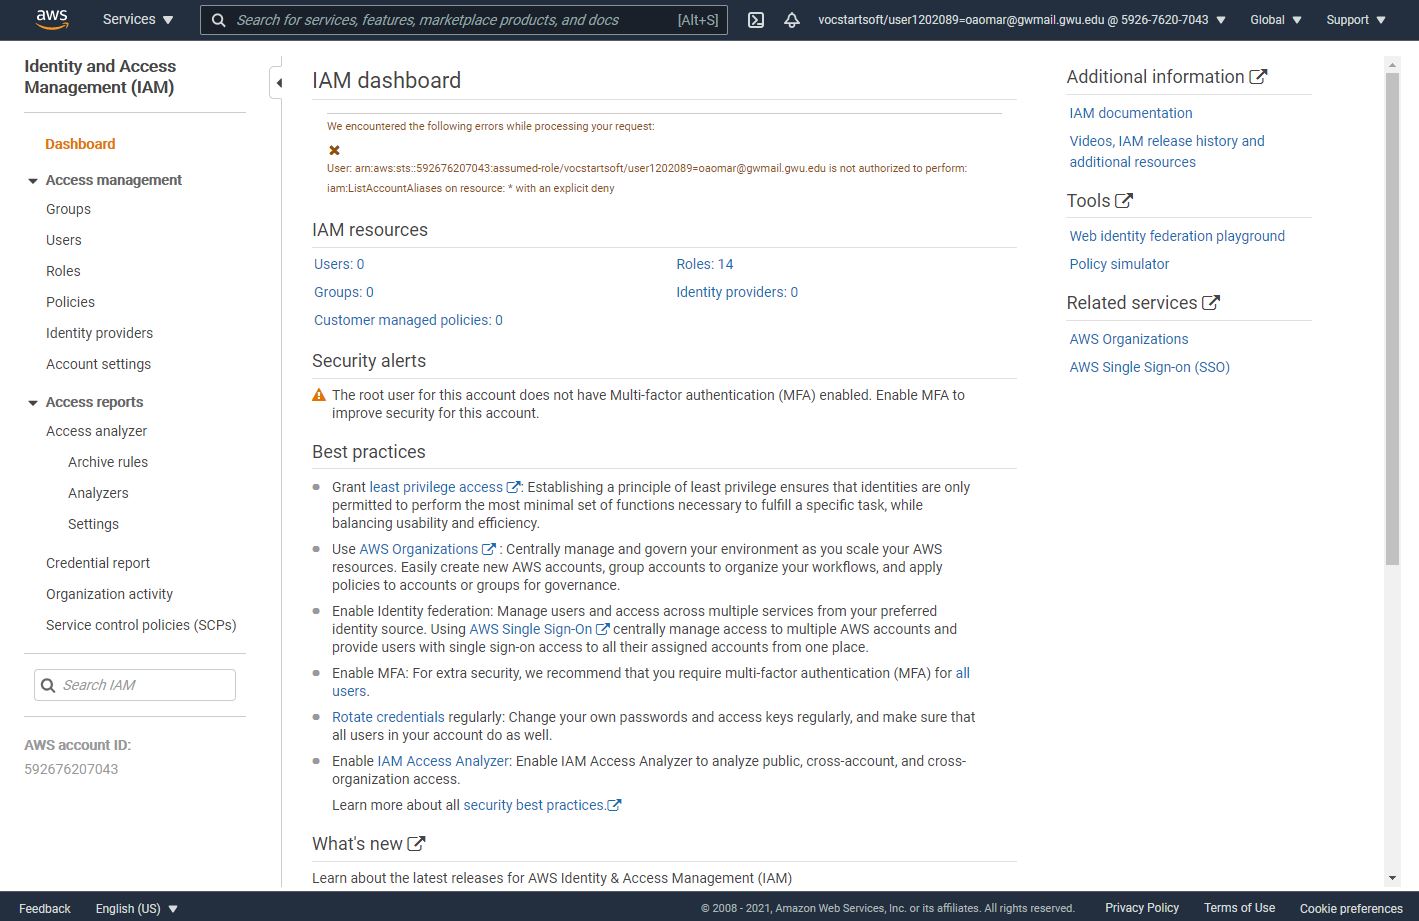 aws
Services
Search for services, features, marketplace products, and docs
[Alt+S]
vocstartsoft/user1202089=oaomar@gwmail.gwu.edu @ 5926-7620-7043
Global
Support
Identity and Access
Management (IAM)
Dashboard
Access management
Groups
Users
Roles
Policies
Identity providers
Account settings
Access reports
Access analyzer
Archive rules
Analyzers
Settings
Credential report
Organization activity
Service control policies (SCPs)
Search IAM
AWS account ID:
592676207043
IAM dashboard
We encountered the following errors while processing your request:
User: arn:aws:sts::592676207043:assumed-role/vocstartsoft/user1202089=oaomar@gwmail.gwu.edu is not authorized to perform:
iam:ListAccountAliases on resource: * with an explicit deny
IAM resources
Users: 0
Roles: 14
Groups: 0
Identity providers: 0
Customer managed policies: 0
Security alerts
The root user for this account does not have Multi-factor authentication (MFA) enabled. Enable MFA to
improve security for this account.
Best practices
Grant least privilege access: Establishing a principle of least privilege ensures that identities are only
permitted to perform the most minimal set of functions necessary to fulfill a specific task, while
balancing usability and efficiency.
Use AWS Organizations : Centrally manage and govern your environment as you scale your AWS
resources. Easily create new AWS accounts, group accounts to organize your workflows, and apply
policies to accounts or groups for governance.
Enable Identity federation: Manage users and access across multiple services from your preferred
identity source. Using AWS Single Sign-On centrally manage access to multiple AWS accounts and
provide users with single sign-on access to all their assigned accounts from one place.
Enable MFA: For extra security, we recommend that you require multi-factor authentication (MFA) for all
users.
Rotate credentials regularly: Change your own passwords and access keys regularly, and make sure that
all users in your account do as well.
Enable IAM Access Analyzer: Enable IAM Access Analyzer to analyze public, cross-account, and cross-
organization access.
Learn more about all security best practices.
What's new
Learn about the latest releases for AWS Identity & Access Management (IAM)
Additional information
IAM documentation
Videos, IAM release history and
additional resources
Tools
Web identity federation playground
Policy simulator
Related services
AWS Organizations
AWS Single Sign-on (SSO)
Feedback
English (US)
© 2008 - 2021, Amazon Web Services, Inc. or its affiliates. All rights reserved.
Privacy Policy
Terms of Use
Cookie preferences